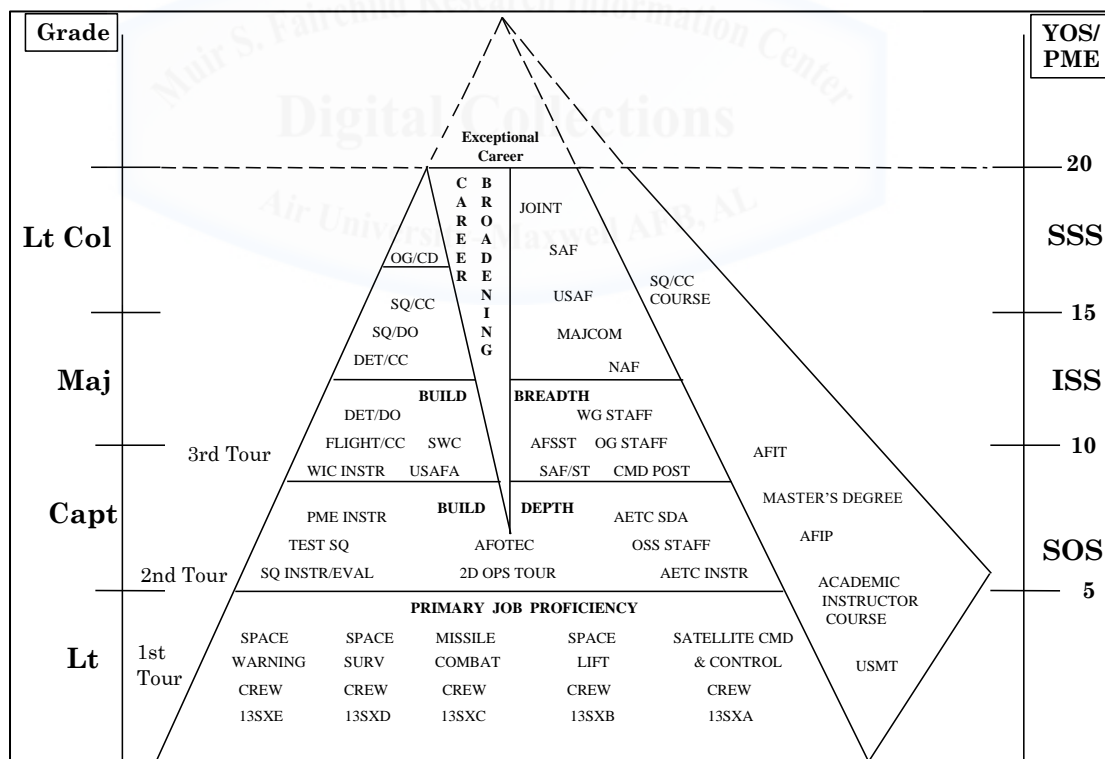 Muir S. Fairchild Research Information Center
Digital Collections
Air University, Maxwell AFB, AL
Grade
YOS/
PME
Exceptional
Career
20
CAREER
BROADENING
JOINT
Lt Col
SAF
SSS
OG/CD
SQ/CC
COURSE
SQ/CC
USAF
15
SQ/DO
MAJCOM
DET/CC
NAF
Maj
ISS
BUILD BREADTH
DET/DO
WG STAFF
FLIGHT/CC SWC
AFSST OG STAFF
10
3rd Tour
AFIT
WIC INSTR USAFA
SAF/ST CMD POST
MASTER'S DEGREE
Capt
BUILD DEPTH
PME INSTR
AETC SDA
AFIP
TEST SQ
AFOTEC
OSS STAFF
SOS
2nd Tour
SQ INSTR/EVAL
2D OPS TOUR
AETC INSTR
ACADEMIC
INSTRUCTOR
COURSE
5
PRIMARY JOB PROFICIENCY
Lt
1st
Tour
SPACE
WARNING
CREW
13SXE
SPACE
SURV
CREW
13SXD
MISSILE
COMBAT
CREW
13SXC
SPACE
LIFT
CREW
13SXB
SATELLITE CMD
& CONTROL
CREW
13SXA
USMT